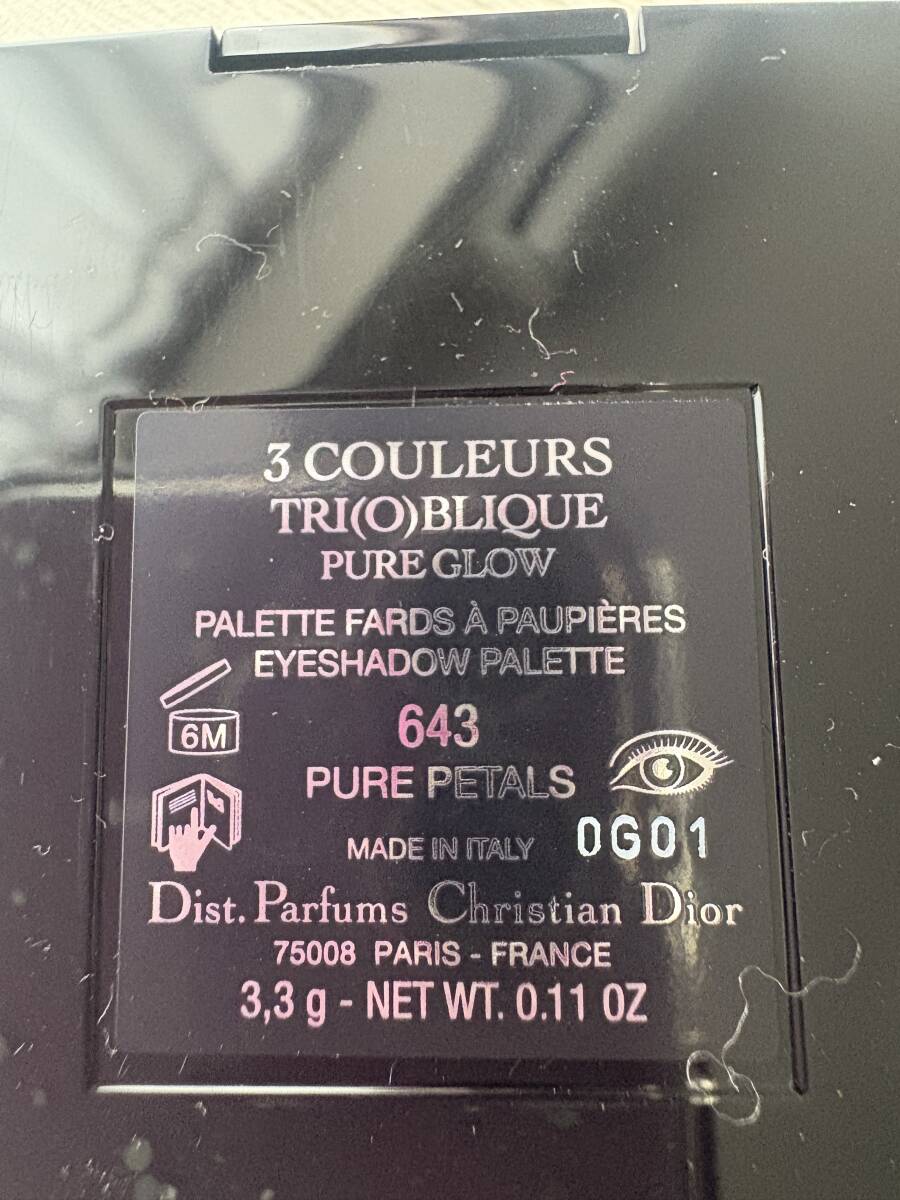 3 COULEURS
TRI(O)BLIQUE
PURE GLOW
PALETTE FARDS À PAUPIÈRES
EYESHADOW PALETTE
6M
643
PURE PETALS
MADE IN ITALY
0G01
Dist. Parfums Christian Dior
75008 PARIS - FRANCE
3,3 g - NET WT. 0.11 OZ